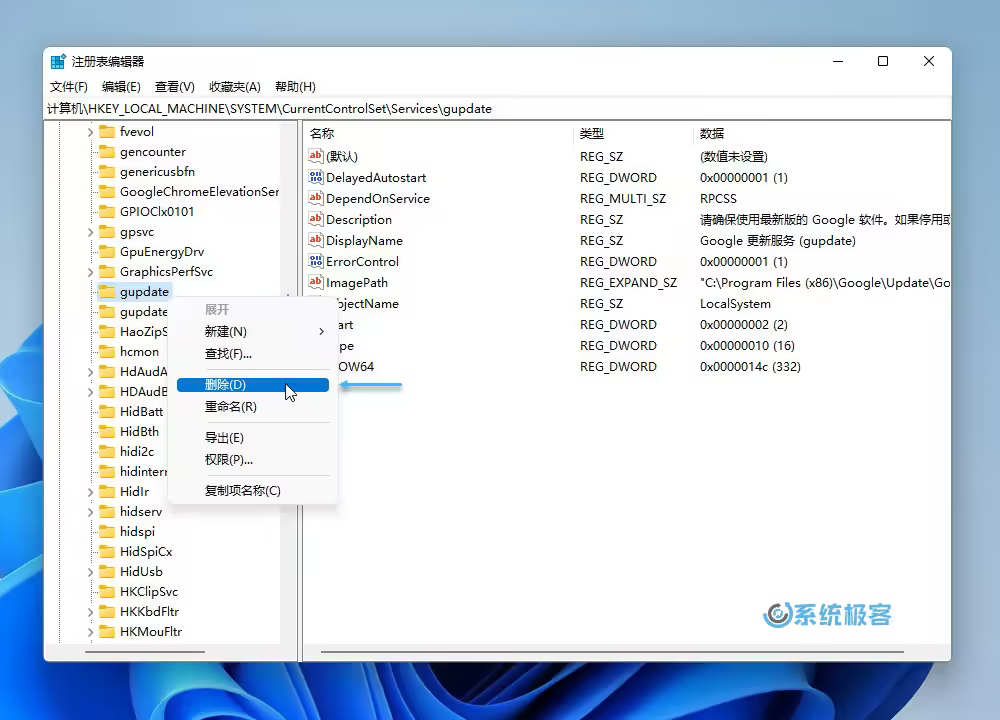 注册表编辑器
文件(F) 编辑(E) 查看(V) 收藏夹(A) 帮助(H)
计算机\HKEY_LOCAL_MACHINE\SYSTEM\CurrentControlSet\Services\gupdate
fvevol
gencounter
genericusbfn
GoogleChromeElevationSer
GPIOClx0101
gpsvc
GpuEnergyDrv
GraphicsPerfSvc
gupdate
gupdate
HaoZipS
hcmon
HdAudA
HDAudB
HidBatt
HidBth
hidi2c
hidinterr
HidIr
hidserv
hidspi
HidSpiCx
HidUsb
HKClipSvc
HKKbdFltr
HKMouFltr
展开
新建(N)
查找(F)...
删除(D)
重命名(R)
导出(E)
权限(P)...
复制项名称(C)
名称 类型 数据
(默认) REG_SZ (数值未设置)
DelayedAutostart REG_DWORD 0x00000001 (1)
DependOnService REG_MULTI_SZ RPCSS
Description REG_SZ 请确保使用最新版的 Google 软件。如果停用或
DisplayName REG_SZ Google 更新服务 (gupdate)
ErrorControl REG_DWORD 0x00000001 (1)
ImagePath REG_EXPAND_SZ "C:\Program Files (x86)\Google\Update\Go
bjectName REG_SZ LocalSystem
art REG_DWORD 0x00000002 (2)
pe REG_DWORD 0x00000010 (16)
OW64 REG_DWORD 0x0000014c (332)
系统极客